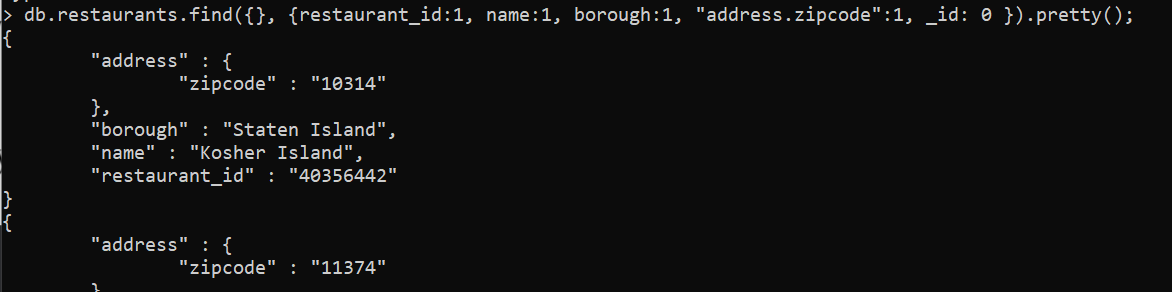 > db.restaurants.find({}, {restaurant_id:1, name:1, borough:1, "address.zipcode":1, _id: 0 }).pretty();
{
        "address" : {
                "zipcode" : "10314"
        },
        "borough" : "Staten Island",
        "name" : "Kosher Island",
        "restaurant_id" : "40356442"
}
{
        "address" : {
                "zipcode" : "11374"
        }